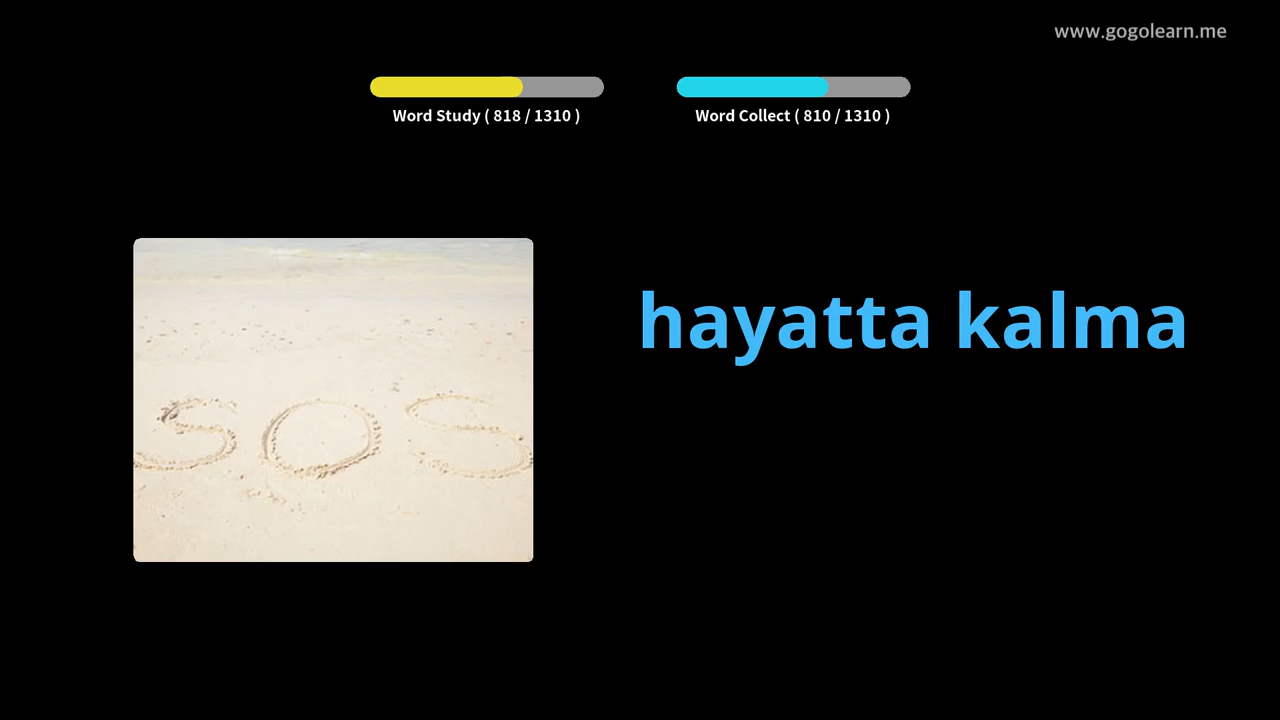 www.gogolearn.me
Word Study ( 818 / 1310 )
Word Collect ( 810 / 1310 )
hayatta kalma
SOS